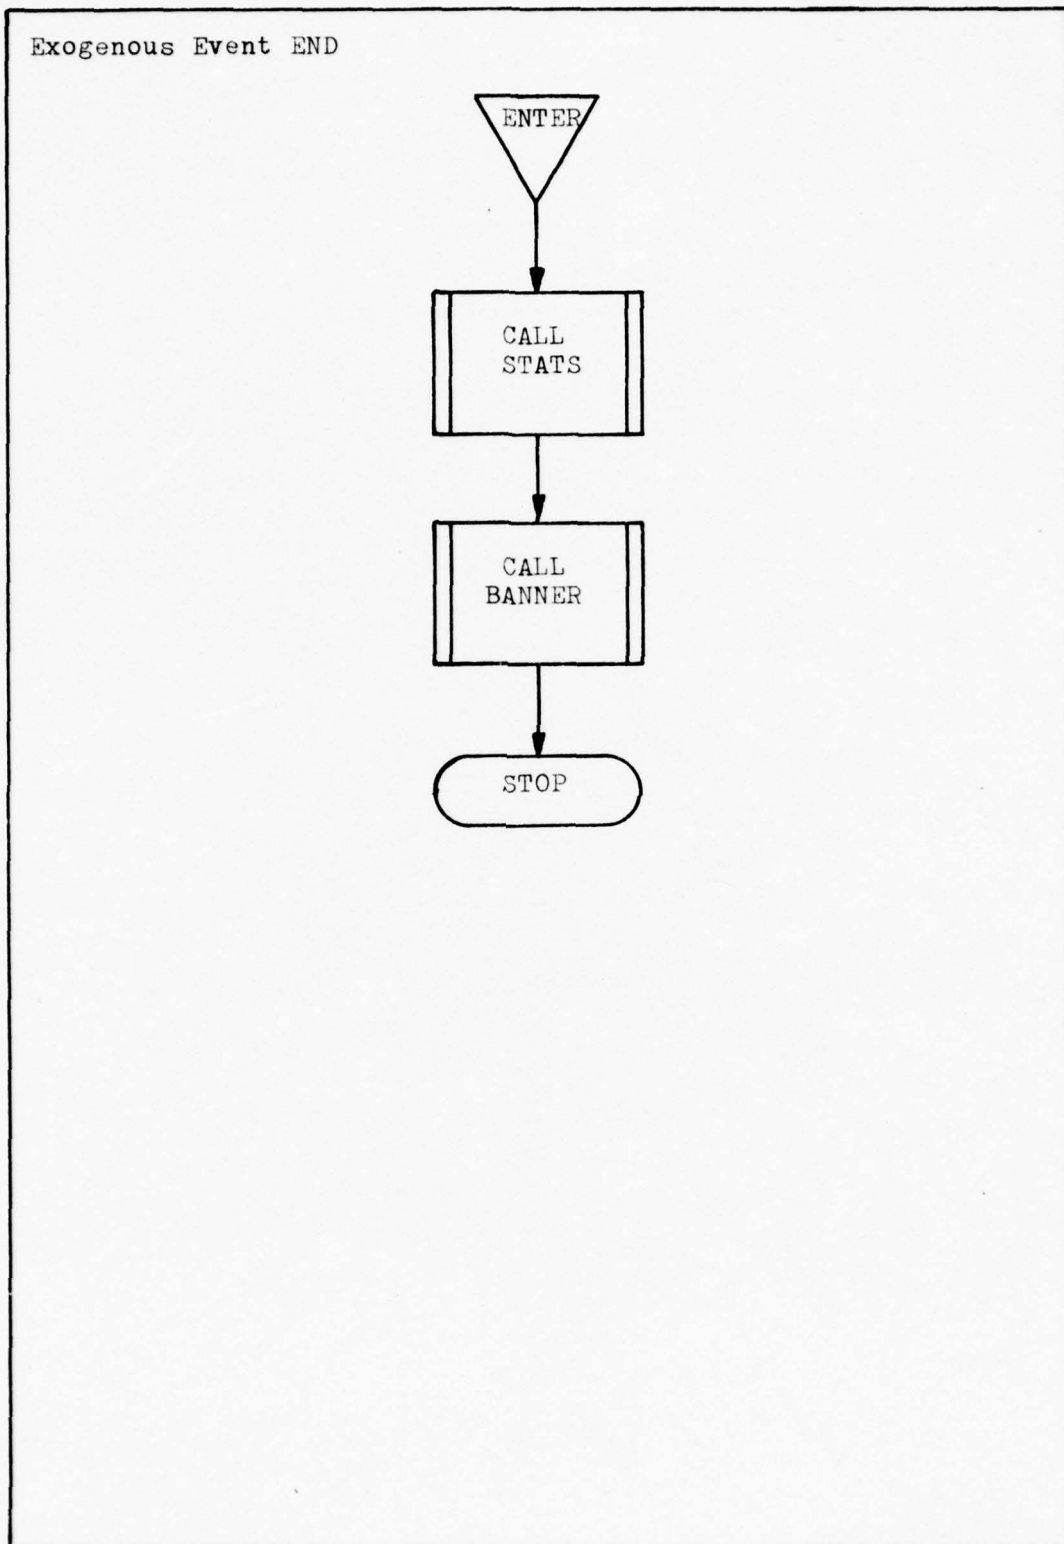 Exogenous Event END
ENTER
CALL
STATS
CALL
BANNER
STOP